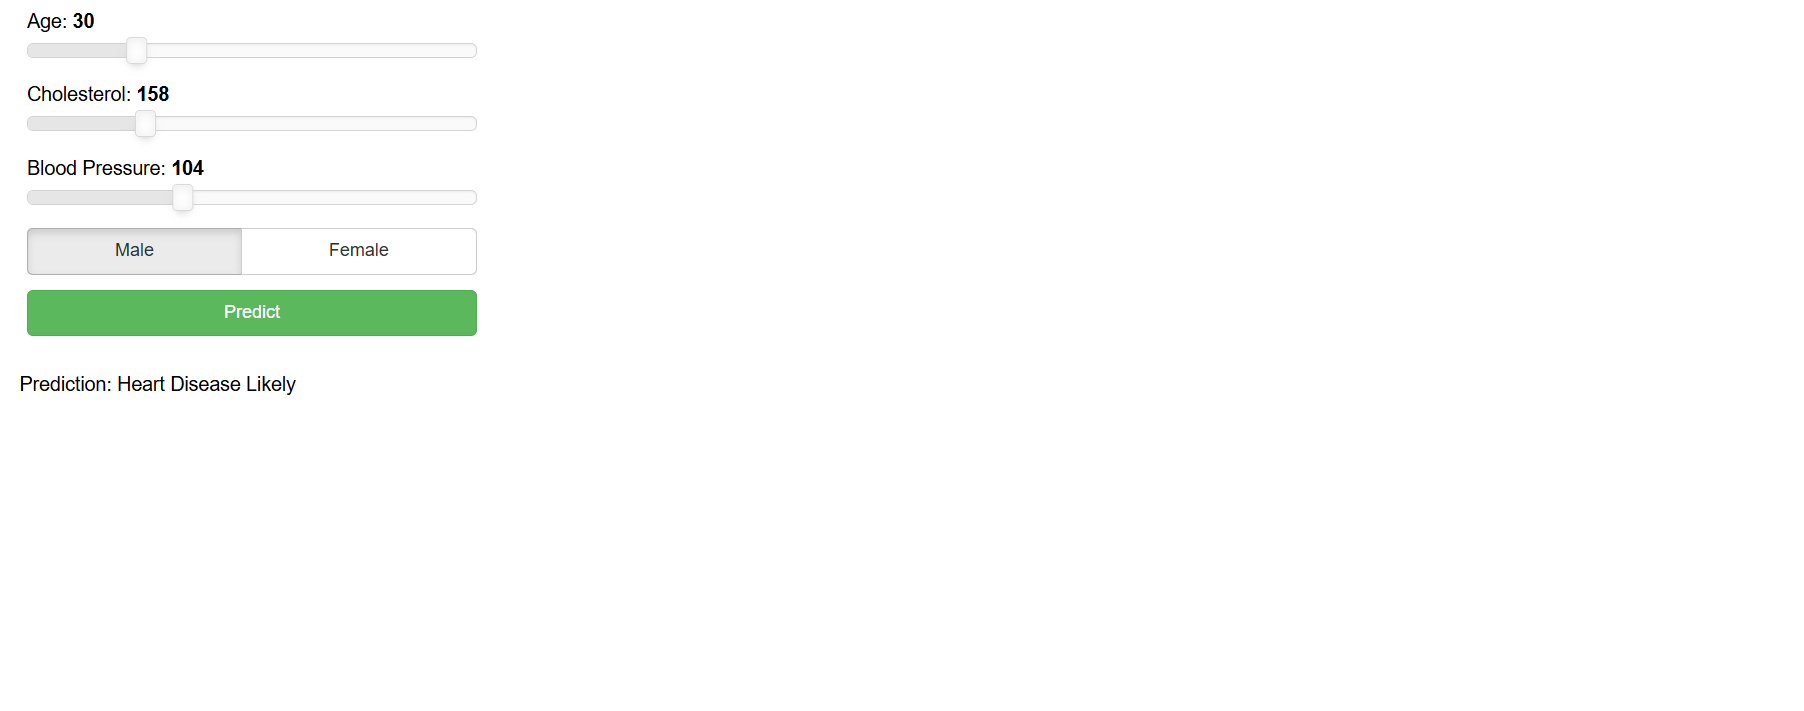 Age: 30
Cholesterol: 158
Blood Pressure: 104
Male Female
Predict
Prediction: Heart Disease Likely